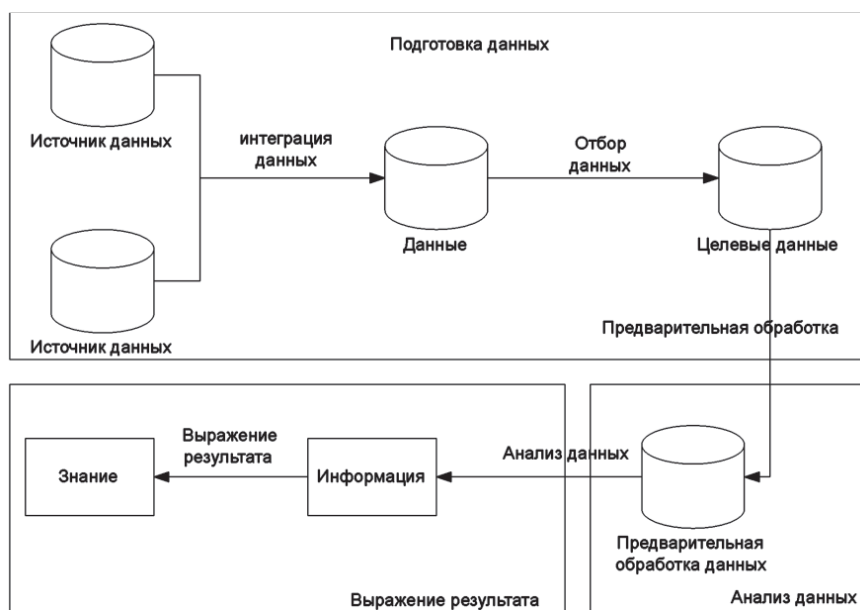 Подготовка данных
Источник данных
интеграция
данных
Отбор
данных
Данные
Целевые данные
Источник данных
Предварительная обработка
Выражение
результата
Анализ данных
Знание
Информация
Предварительная
обработка данных
Выражение результата
Анализ данных